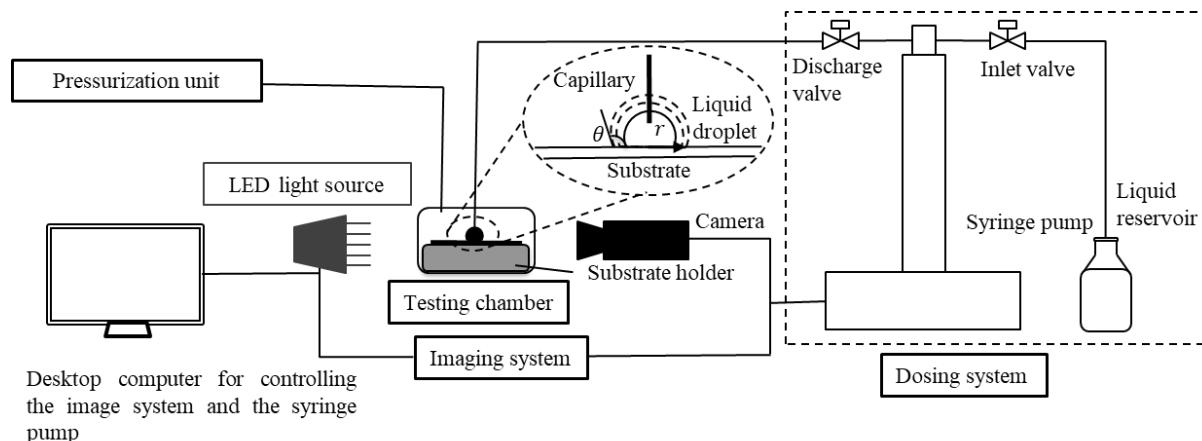 Pressurization unit
Capillary
Liquid
droplet
θ
r
Substrate
Discharge
valve
Inlet valve
LED light source
Camera
Syringe pump
Liquid
reservoir
Substrate holder
Testing chamber
Imaging system
Dosing system
Desktop computer for controlling
the image system and the syringe
pump